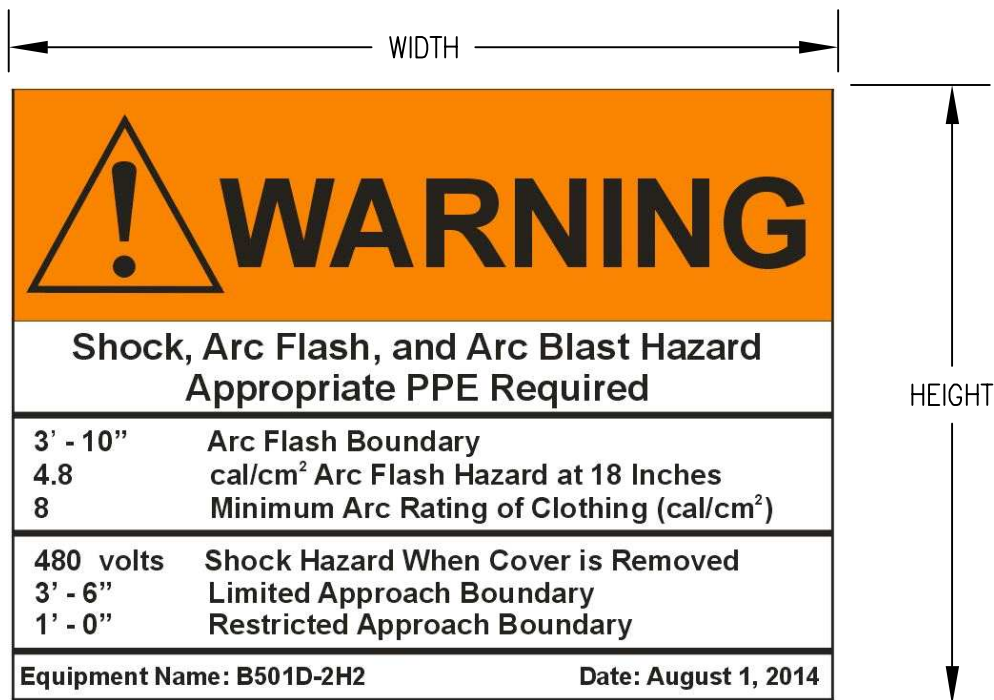 WIDTH
WARNING
HEIGHT
Shock, Arc Flash, and Arc Blast Hazard
Appropriate PPE Required
3’ - 10” Arc Flash Boundary
4.8 cal/cm² Arc Flash Hazard at 18 Inches
8 Minimum Arc Rating of Clothing (cal/cm²)
480 volts Shock Hazard When Cover is Removed
3’ - 6” Limited Approach Boundary
1’ - 0” Restricted Approach Boundary
Equipment Name: B501D-2H2 Date: August 1, 2014